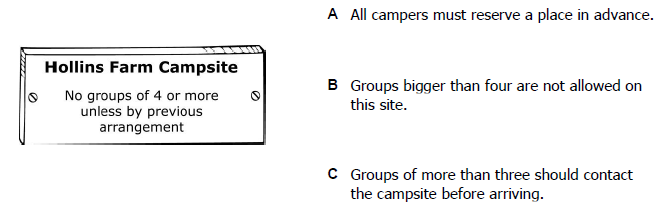 Hollins Farm Campsite
No groups of 4 or more
unless by previous
arrangement
A All campers must reserve a place in advance.
B Groups bigger than four are not allowed on
this site.
C Groups of more than three should contact
the campsite before arriving.